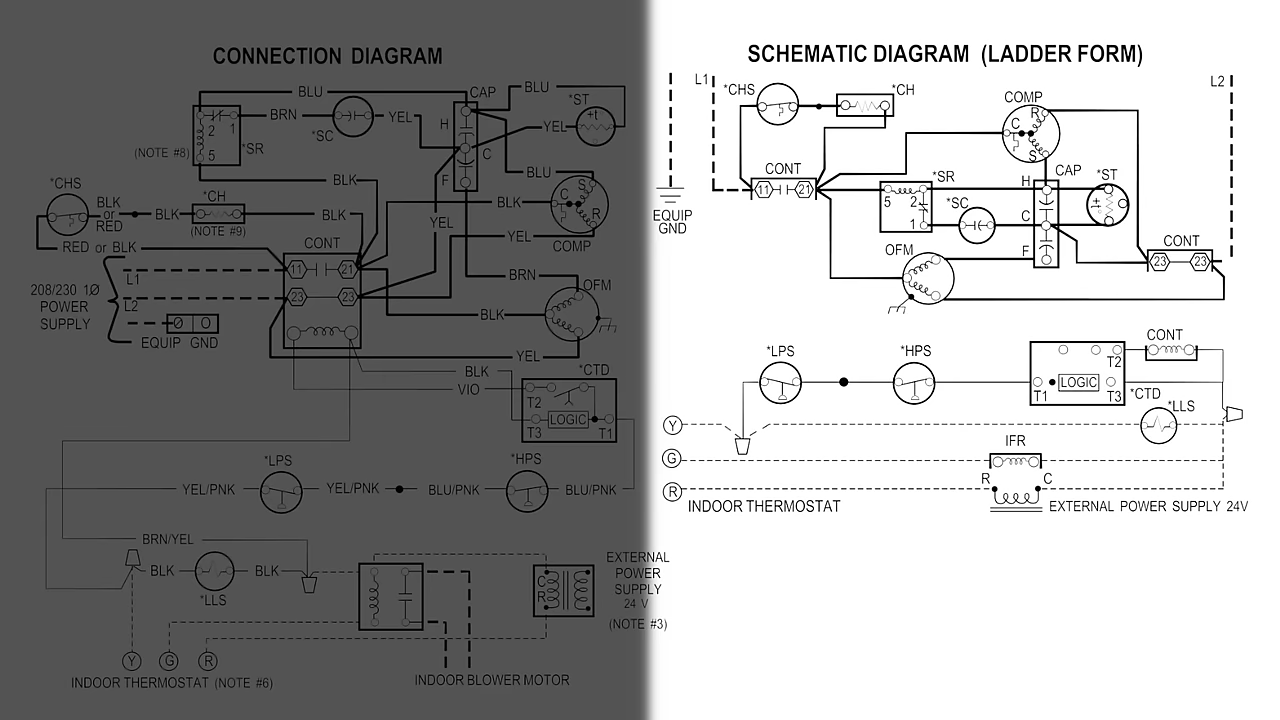 CONNECTION DIAGRAM
BLU
CAP
BLU
*ST
+t
2 1
BRN
*SC
YEL
H
YEL
C
(NOTE #8)
5
*SR
F
BLU
BLK
*CHS
*CH
BLK
or
RED
BLK
(NOTE #9)
BLK
YEL
BLK
S
C
R
COMP
YEL
RED or BLK
CONT
11 21
L1
BRN
OFM
208/230 1Ø
POWER
SUPPLY
L2
23 23
BLK
EQUIP GND
YEL
BLK
*CTD
VIO
T2
LOGIC
T3 T1
*LPS
*HPS
YEL/PNK
YEL/PNK
BLU/PNK
BLU/PNK
BRN/YEL
BLK
BLK
*LLS
C
R
EXTERNAL
POWER
SUPPLY
24 V
(NOTE #3)
Y G R
INDOOR THERMOSTAT (NOTE #6)
INDOOR BLOWER MOTOR
SCHEMATIC DIAGRAM (LADDER FORM)
L1
*CHS
*CH
COMP
L2
R
C
S
CONT
11 21
CAP
*SR
H
*ST
+t
5 2
1
*SC
C
EQUIP
GND
F
OFM
CONT
23 23
*LPS
*HPS
CONT
T2
T1
LOGIC
T3
*CTD
*LLS
Y
IFR
G
R C
R
INDOOR THERMOSTAT
EXTERNAL POWER SUPPLY 24V